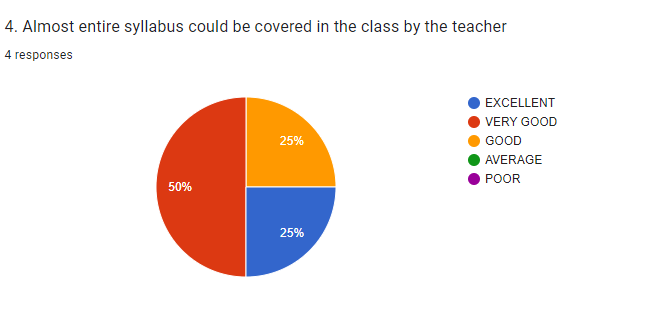 4. Almost entire syllabus could be covered in the class by the teacher
4 responses
25%
50%
25%
EXCELLENT
VERY GOOD
GOOD
AVERAGE
POOR